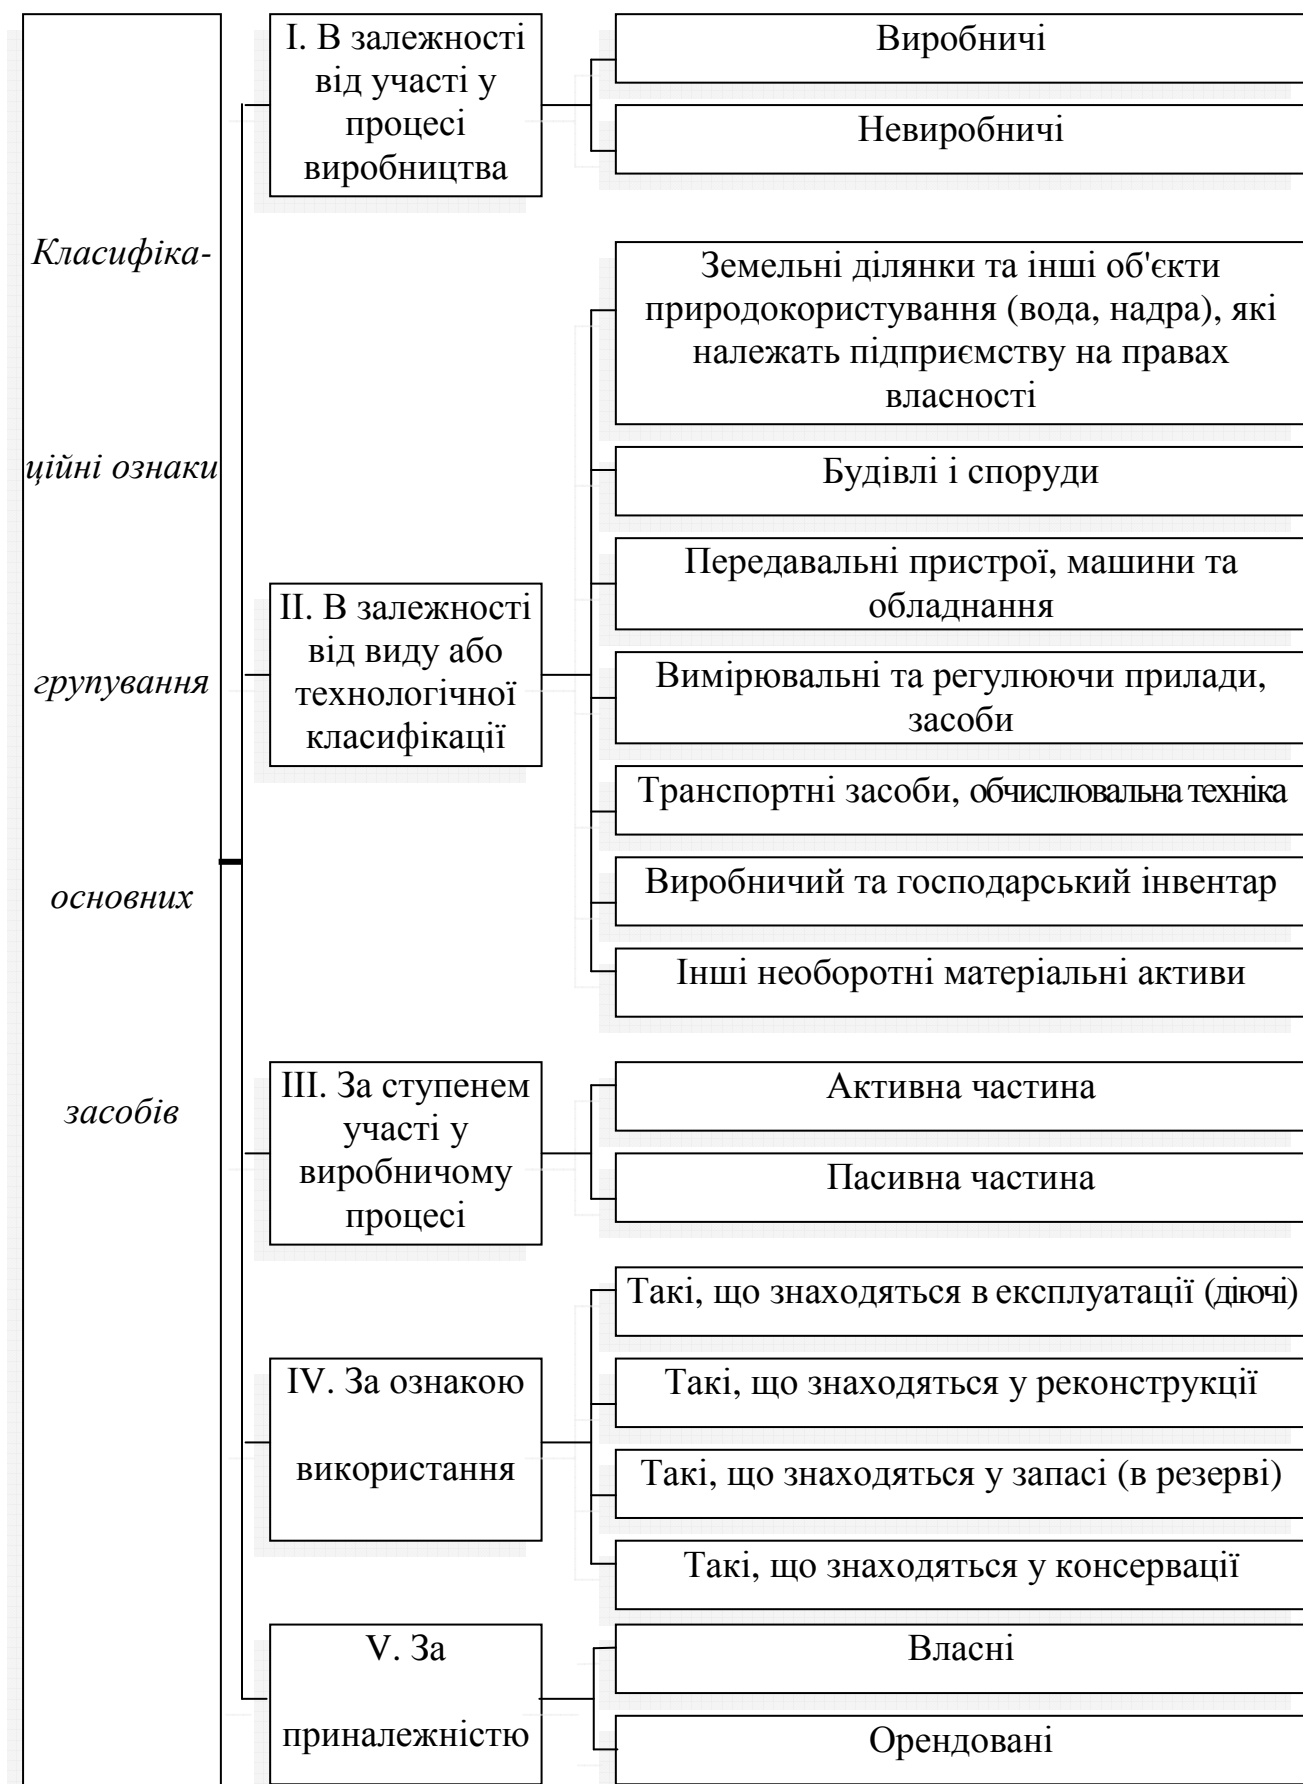 Класифіка-
ційні ознаки
групування
основних
засобів
I. В залежності
від участі у
процесі
виробництва
Виробничі
Невиробничі
II. В залежності
від виду або
технологічної
класифікації
Земельні ділянки та інші об'єкти
природокористування (вода, надра), які
належать підприємству на правах
власності
Будівлі і споруди
Передавальні пристрої, машини та
обладнання
Вимірювальні та регулюючи прилади,
засоби
Транспортні засоби, обчислювальна техніка
Виробничий та господарський інвентар
Інші необоротні матеріальні активи
III. За ступенем
участі у
виробничому
процесі
Активна частина
Пасивна частина
IV. За ознакою
використання
Такі, що знаходяться в експлуатації (діючі)
Такі, що знаходяться у реконструкції
Такі, що знаходяться у запасі (в резерві)
Такі, що знаходяться у консервації
V. За
приналежністю
Власні
Орендовані